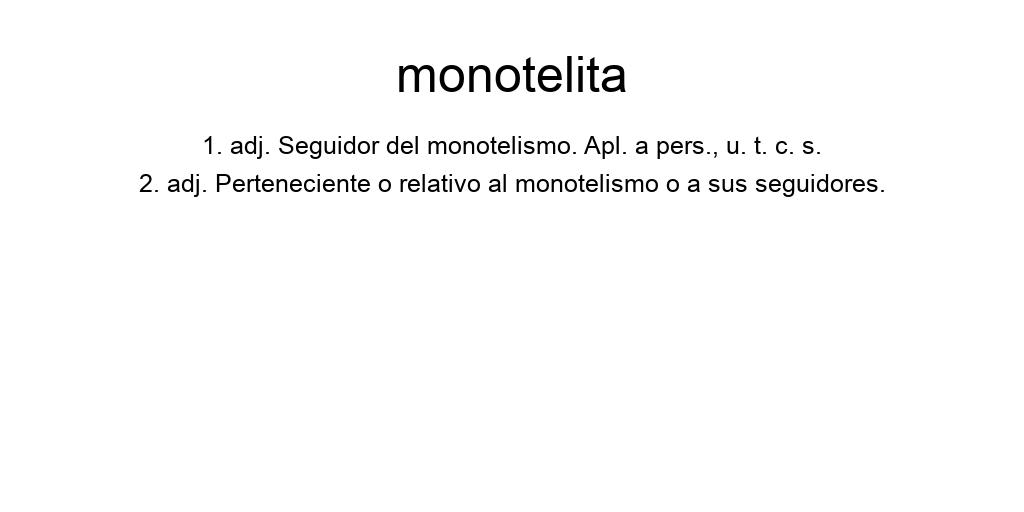 monotelita
1. adj. Seguidor del monotelismo. Apl. a pers., u. t. c. s.
2. adj. Perteneciente o relativo al monotelismo o a sus seguidores.